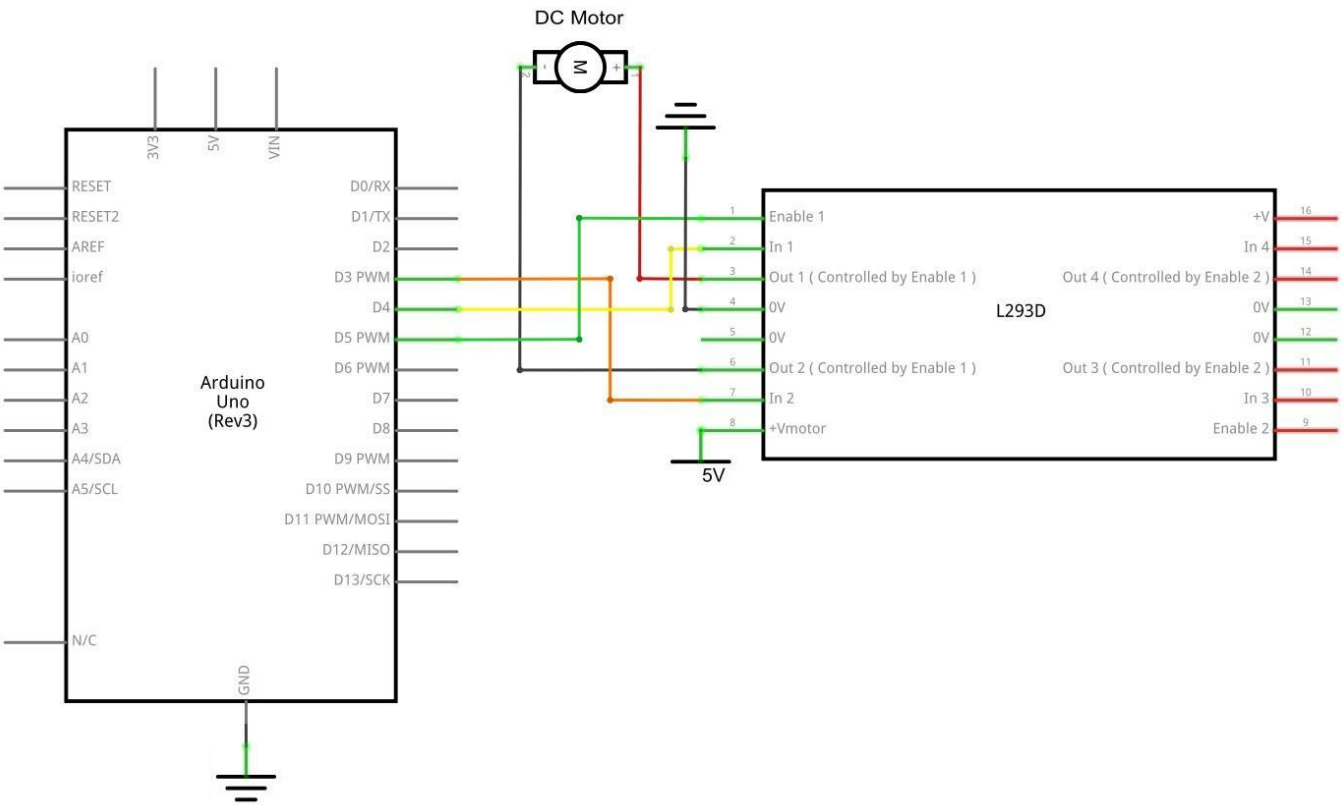 DC Motor
2 - M + 1
3V3
5V
VIN
RESET
RESET2
AREF
ioref
A0
A1
A2
A3
A4/SDA
A5/SCL
N/C
Arduino
Uno
(Rev3)
D0/RX
D1/TX
D2
D3 PWM
D4
D5 PWM
D6 PWM
D7
D8
D9 PWM
D10 PWM/SS
D11 PWM/MOSI
D12/MISO
D13/SCK
GND
1 Enable 1
2 In 1
3 Out 1 ( Controlled by Enable 1 )
4 0V
5 0V
6 Out 2 ( Controlled by Enable 1 )
7 In 2
8 +Vmotor
5V
L293D
+V 16
In 4 15
Out 4 ( Controlled by Enable 2 ) 14
0V 13
0V 12
Out 3 ( Controlled by Enable 2 ) 11
In 3 10
Enable 2 9